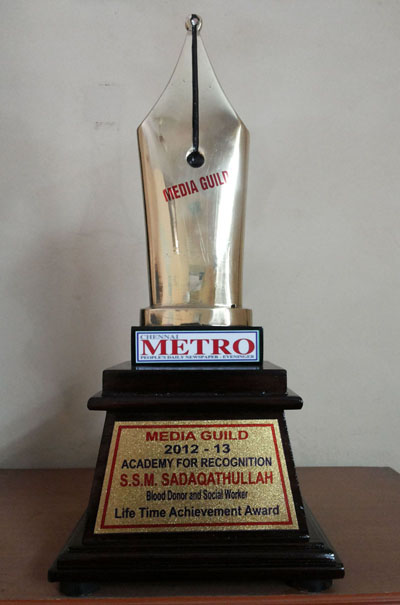 MEDIA GUILD
CHENNAI
METRO
PEOPLE'S DAILY NEWSPAPER - EVENINGER
MEDIA GUILD
2012 - 13
ACADEMY FOR RECOGNITION
S.S.M. SADAQATHULLAH
Blood Donor and Social Worker
Life Time Achievement Award